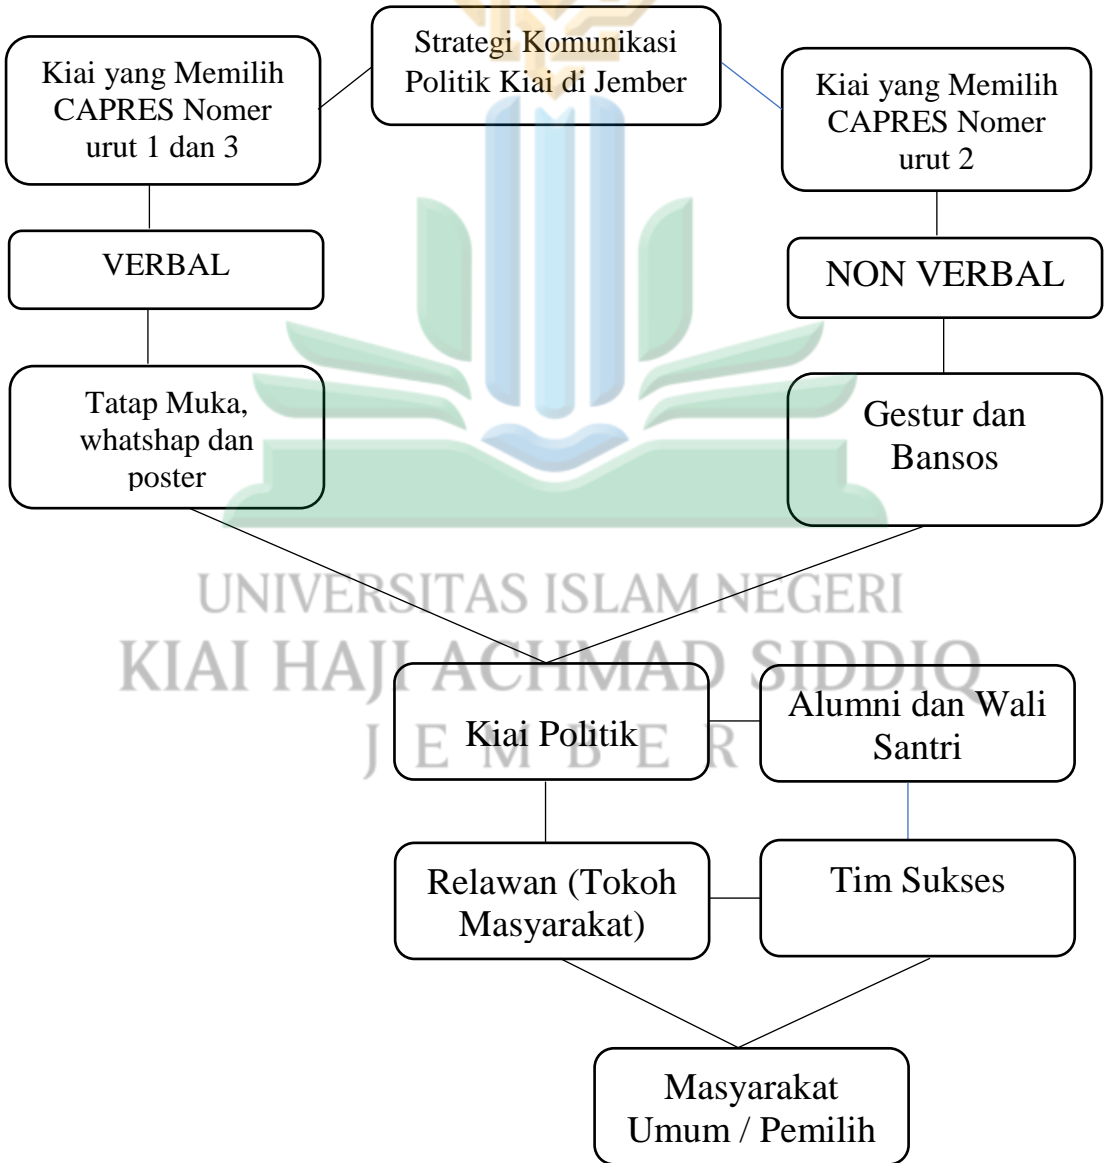 Strategi Komunikasi
Politik Kiai di Jember
Kiai yang Memilih
CAPRES Nomer
urut 1 dan 3
Kiai yang Memilih
CAPRES Nomer
urut 2
VERBAL
NON VERBAL
Tatap Muka,
whatshap dan
poster
Gestur dan
Bansos
UNIVERSITAS ISLAM NEGERI
KIAI HAJI ACHMAD SIDDIQ
JEMBER
Kiai Politik
Alumni dan Wali
Santri
Relawan (Tokoh
Masyarakat)
Tim Sukses
Masyarakat
Umum / Pemilih